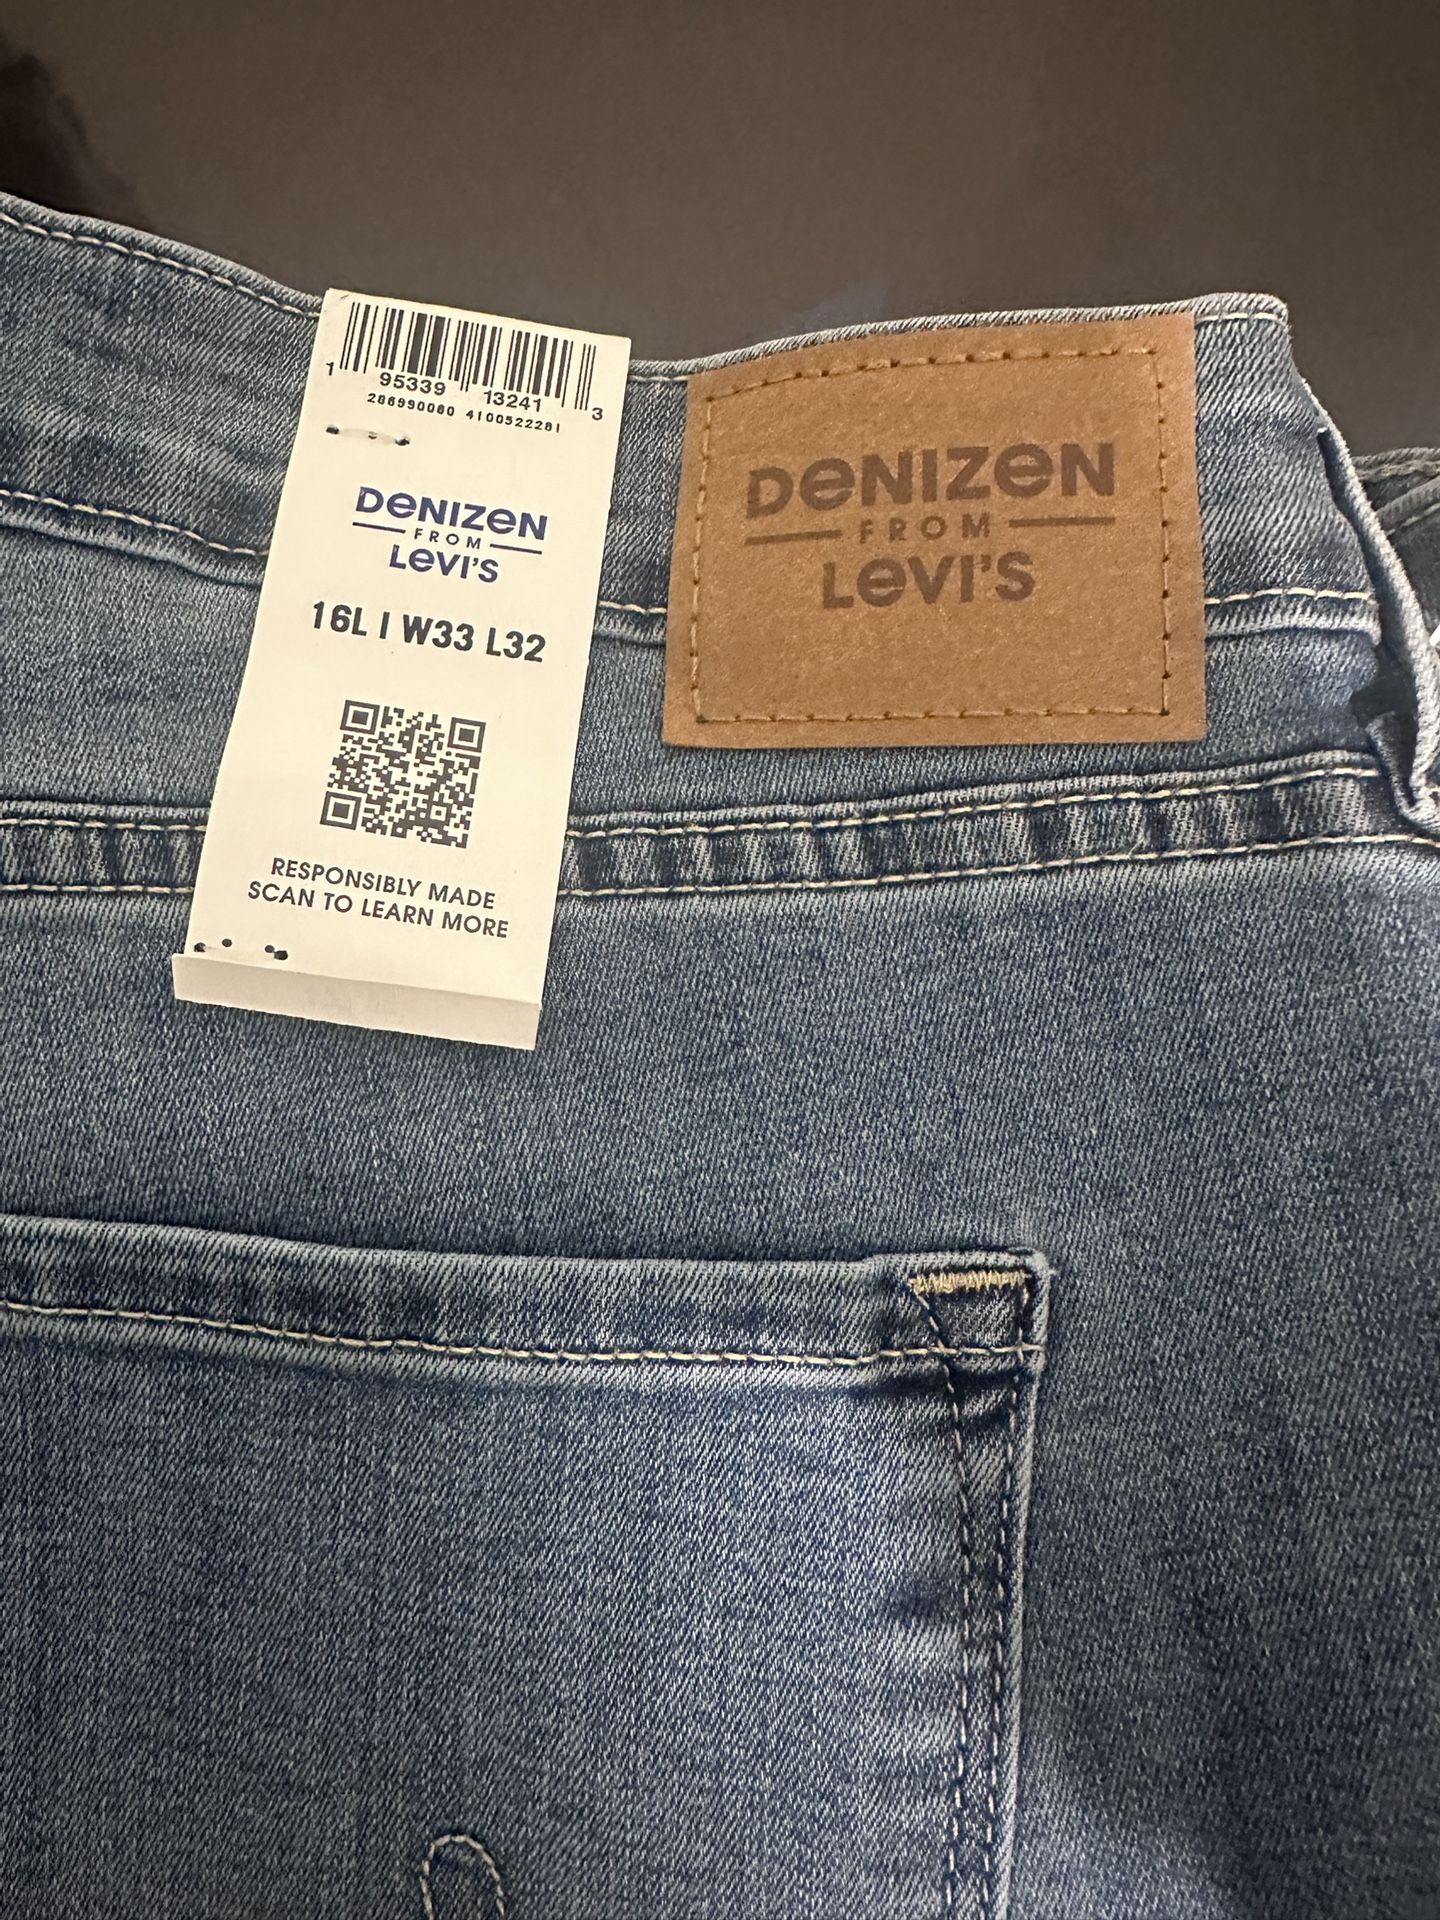 1 95339 13241 3
286990060 4100522281
DENIZEN
FROM
LEVI'S
16L | W33 L32
RESPONSIBLY MADE
SCAN TO LEARN MORE
DENIZEN
FROM
LEVI'S